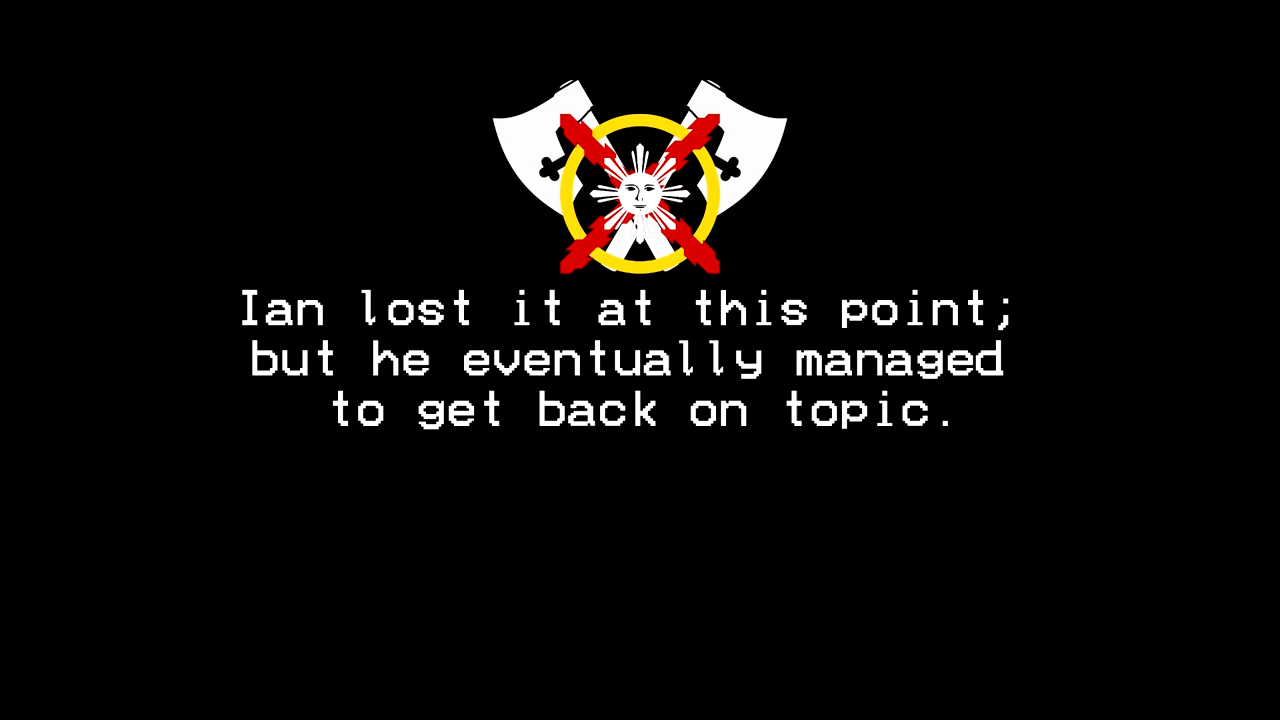 Ian lost it at this point;
but he eventually managed
to get back on topic.